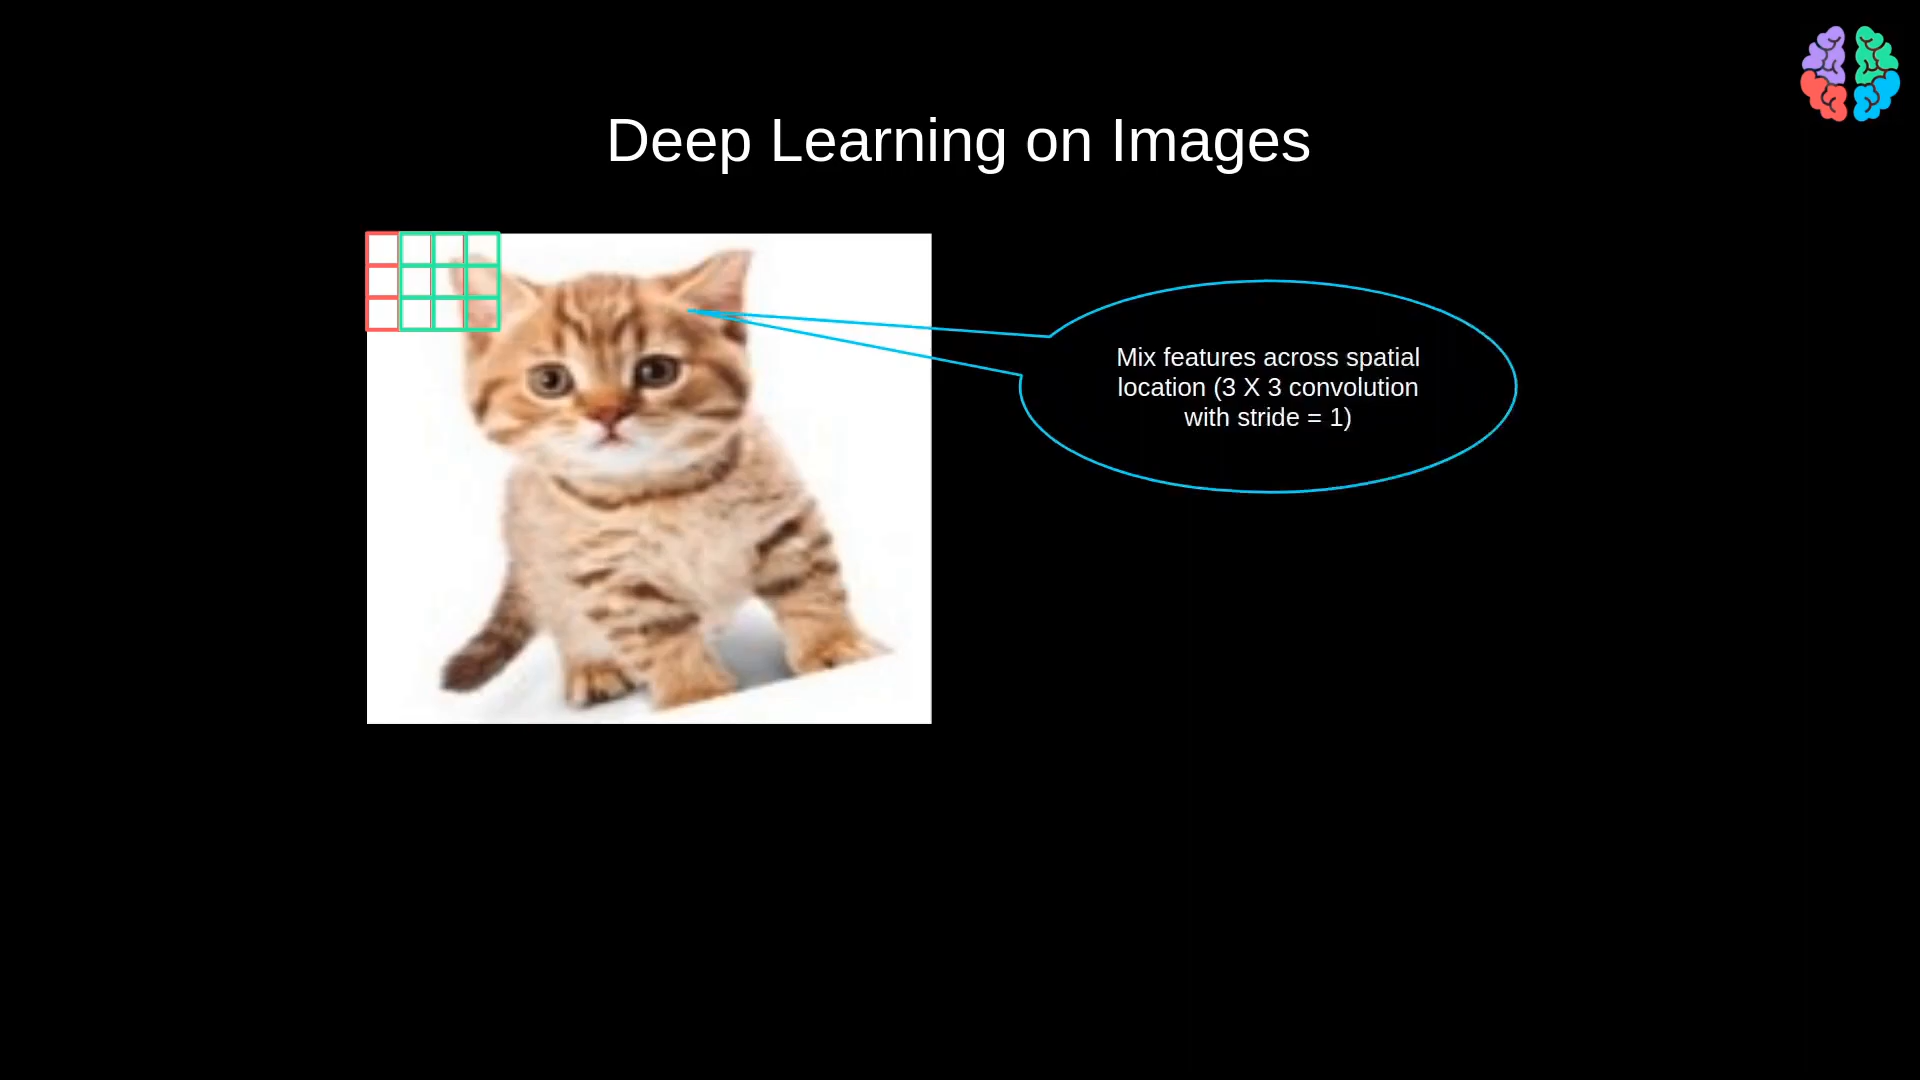 Deep Learning on Images
Mix features across spatial
location (3 X 3 convolution
with stride = 1)